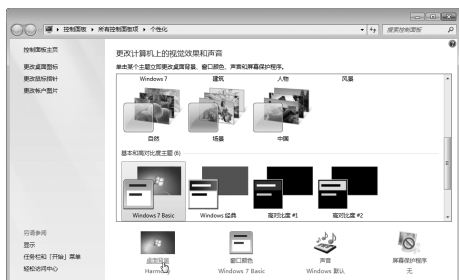 控制面板 ▸ 所有控制面板项 ▸ 个性化
搜索控制面板
控制面板主页
更改桌面图标
更改鼠标指针
更改帐户图片
更改计算机上的视觉效果和声音
单击某个主题立即更改桌面背景、窗口颜色、声音和屏幕保护程序。
Windows 7 建筑 人物 风景
自然 场景 中国
基本和高对比度主题 (6)
Windows 7 Basic Windows 经典 高对比度 #1 高对比度 #2
另请参阅
显示
任务栏和「开始」菜单
轻松访问中心
桌面背景
Harmony
窗口颜色
Windows 7 Basic
声音
Windows 默认
屏幕保护程序
无